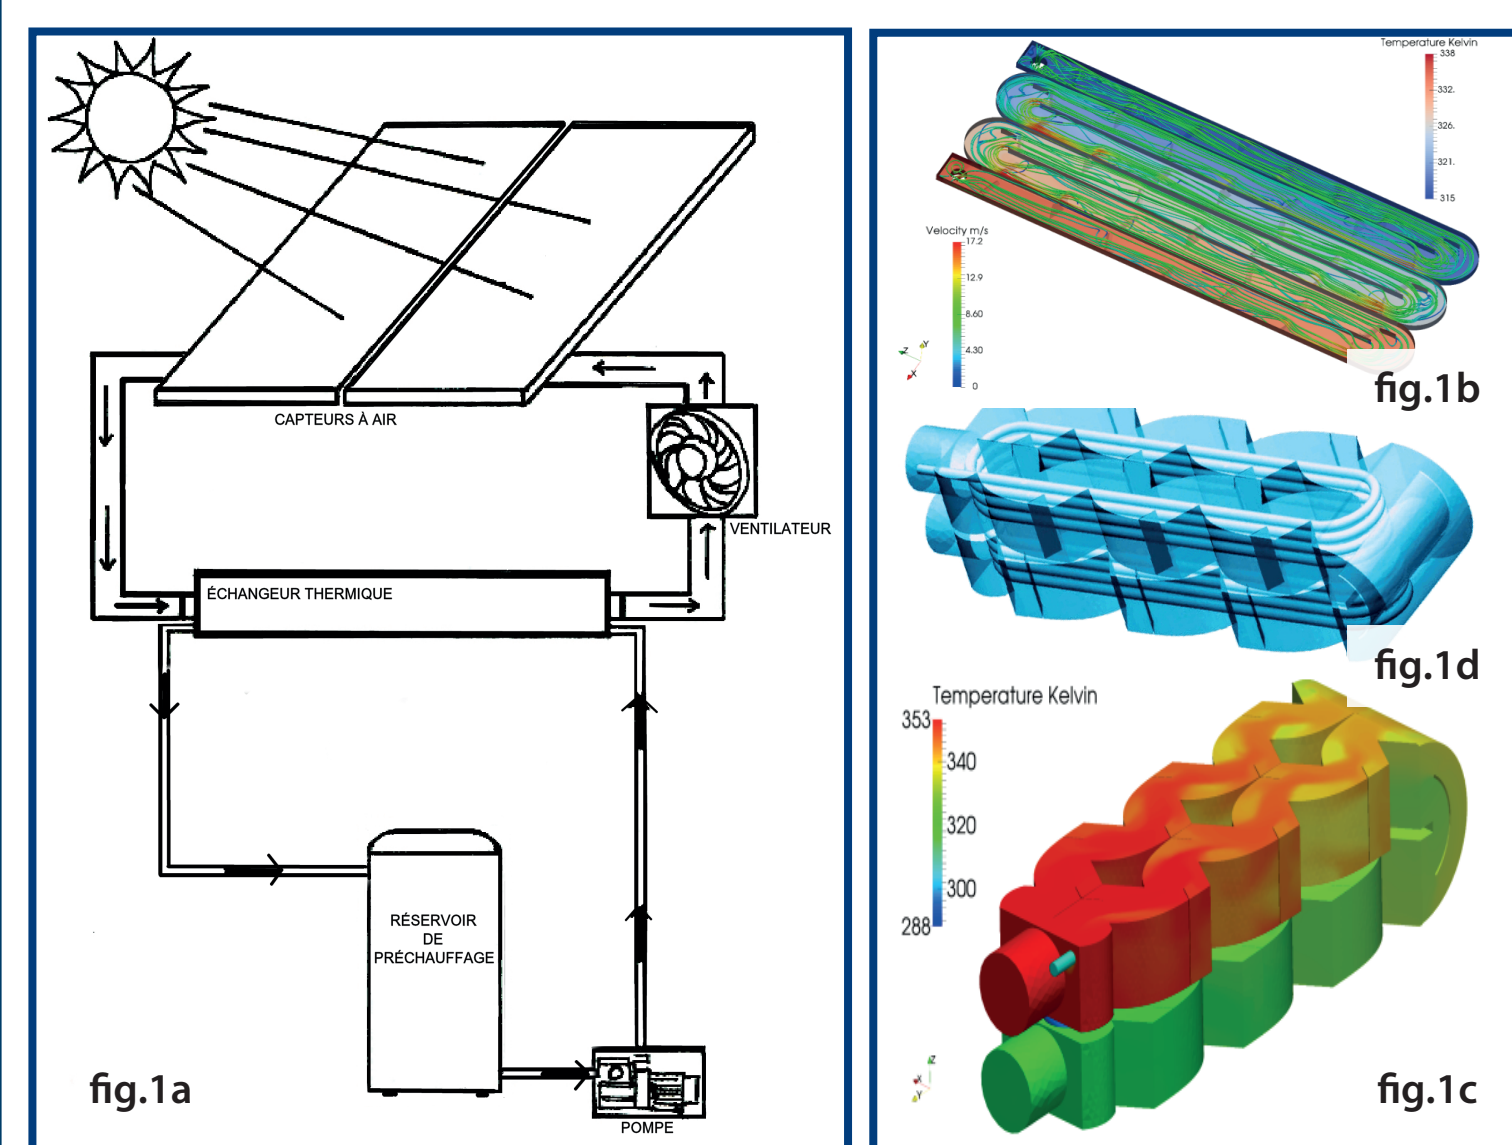 CAPTEURS À AIR
VENTILATEUR
ÉCHANGEUR THERMIQUE
RÉSERVOIR
DE
PRÉCHAUFFAGE
POMPE
fig.1a
Temperature Kelvin
338
332.
326.
321.
315
Velocity m/s
17.2
12.9
8.60
4.30
0
Y
Z
X
fig.1b
fig.1d
Temperature Kelvin
353
340
320
300
288
Z
X
Y
fig.1c